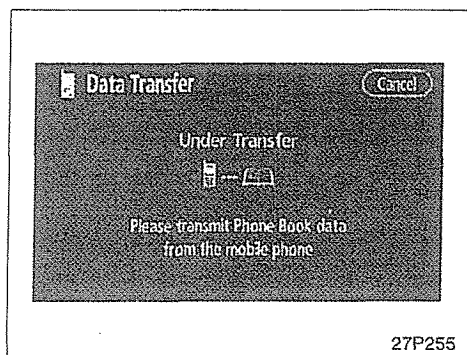 Data Transfer
Cancel
Under Transfer
Please transmit Phone Book data
from the mobile phone
27P255